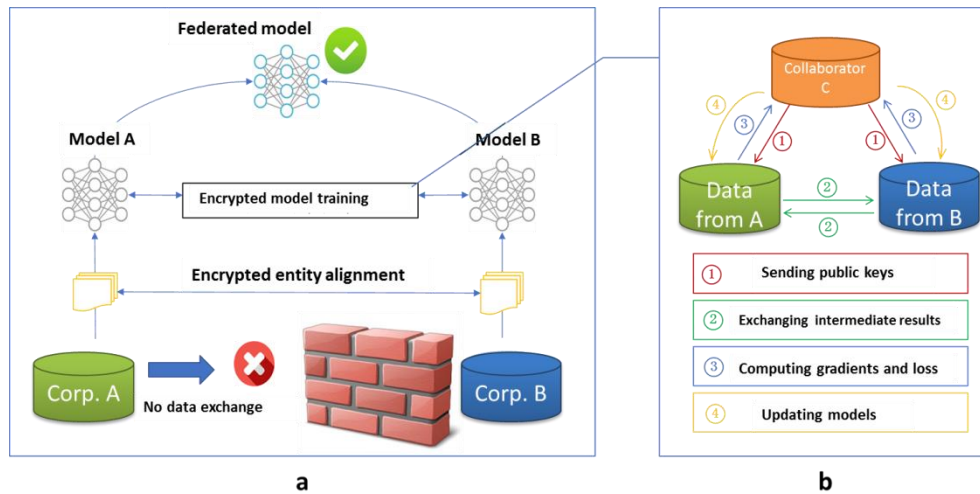 Federated model
Model A
Model B
Encrypted model training
Encrypted entity alignment
Corp. A
No data exchange
Corp. B
a
Collaborator
C
④
③
①
①
③
④
Data
from A
②
②
Data
from B
① Sending public keys
② Exchanging intermediate results
③ Computing gradients and loss
④ Updating models
b